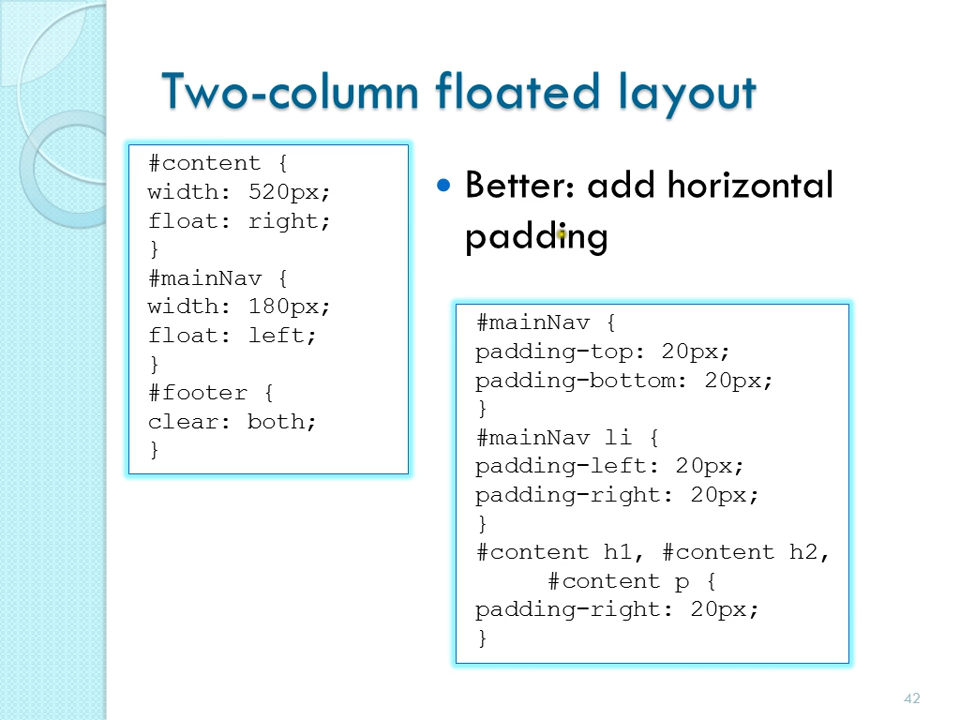 Two-column floated layout
#content {
width: 520px;
float: right;
}
#mainNav {
width: 180px;
float: left;
}
#footer {
clear: both;
}
Better: add horizontal
padding
#mainNav {
padding-top: 20px;
padding-bottom: 20px;
}
#mainNav li {
padding-left: 20px;
padding-right: 20px;
}
#content h1, #content h2,
#content p {
padding-right: 20px;
}
42